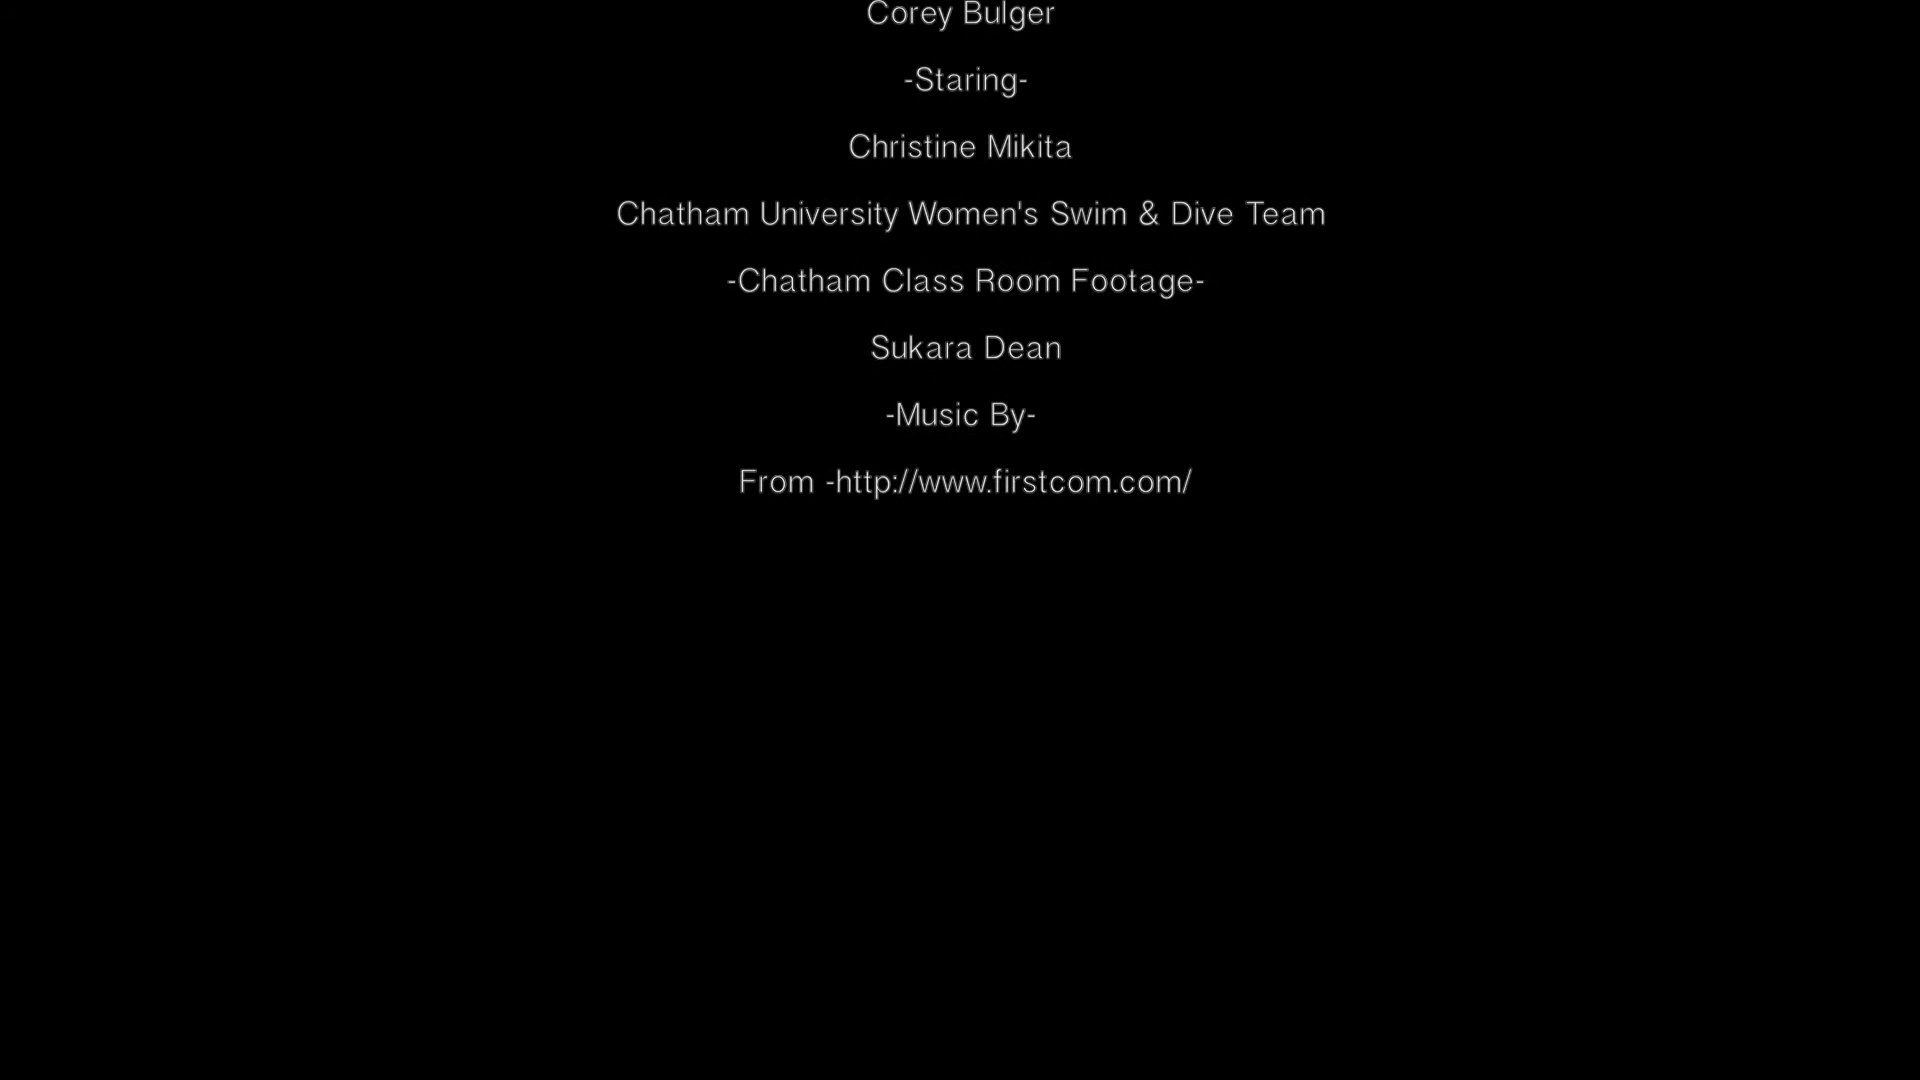 Corey Bulger
-Staring-
Christine Mikita
Chatham University Women's Swim & Dive Team
-Chatham Class Room Footage-
Sukara Dean
-Music By-
From -http://www.firstcom.com/